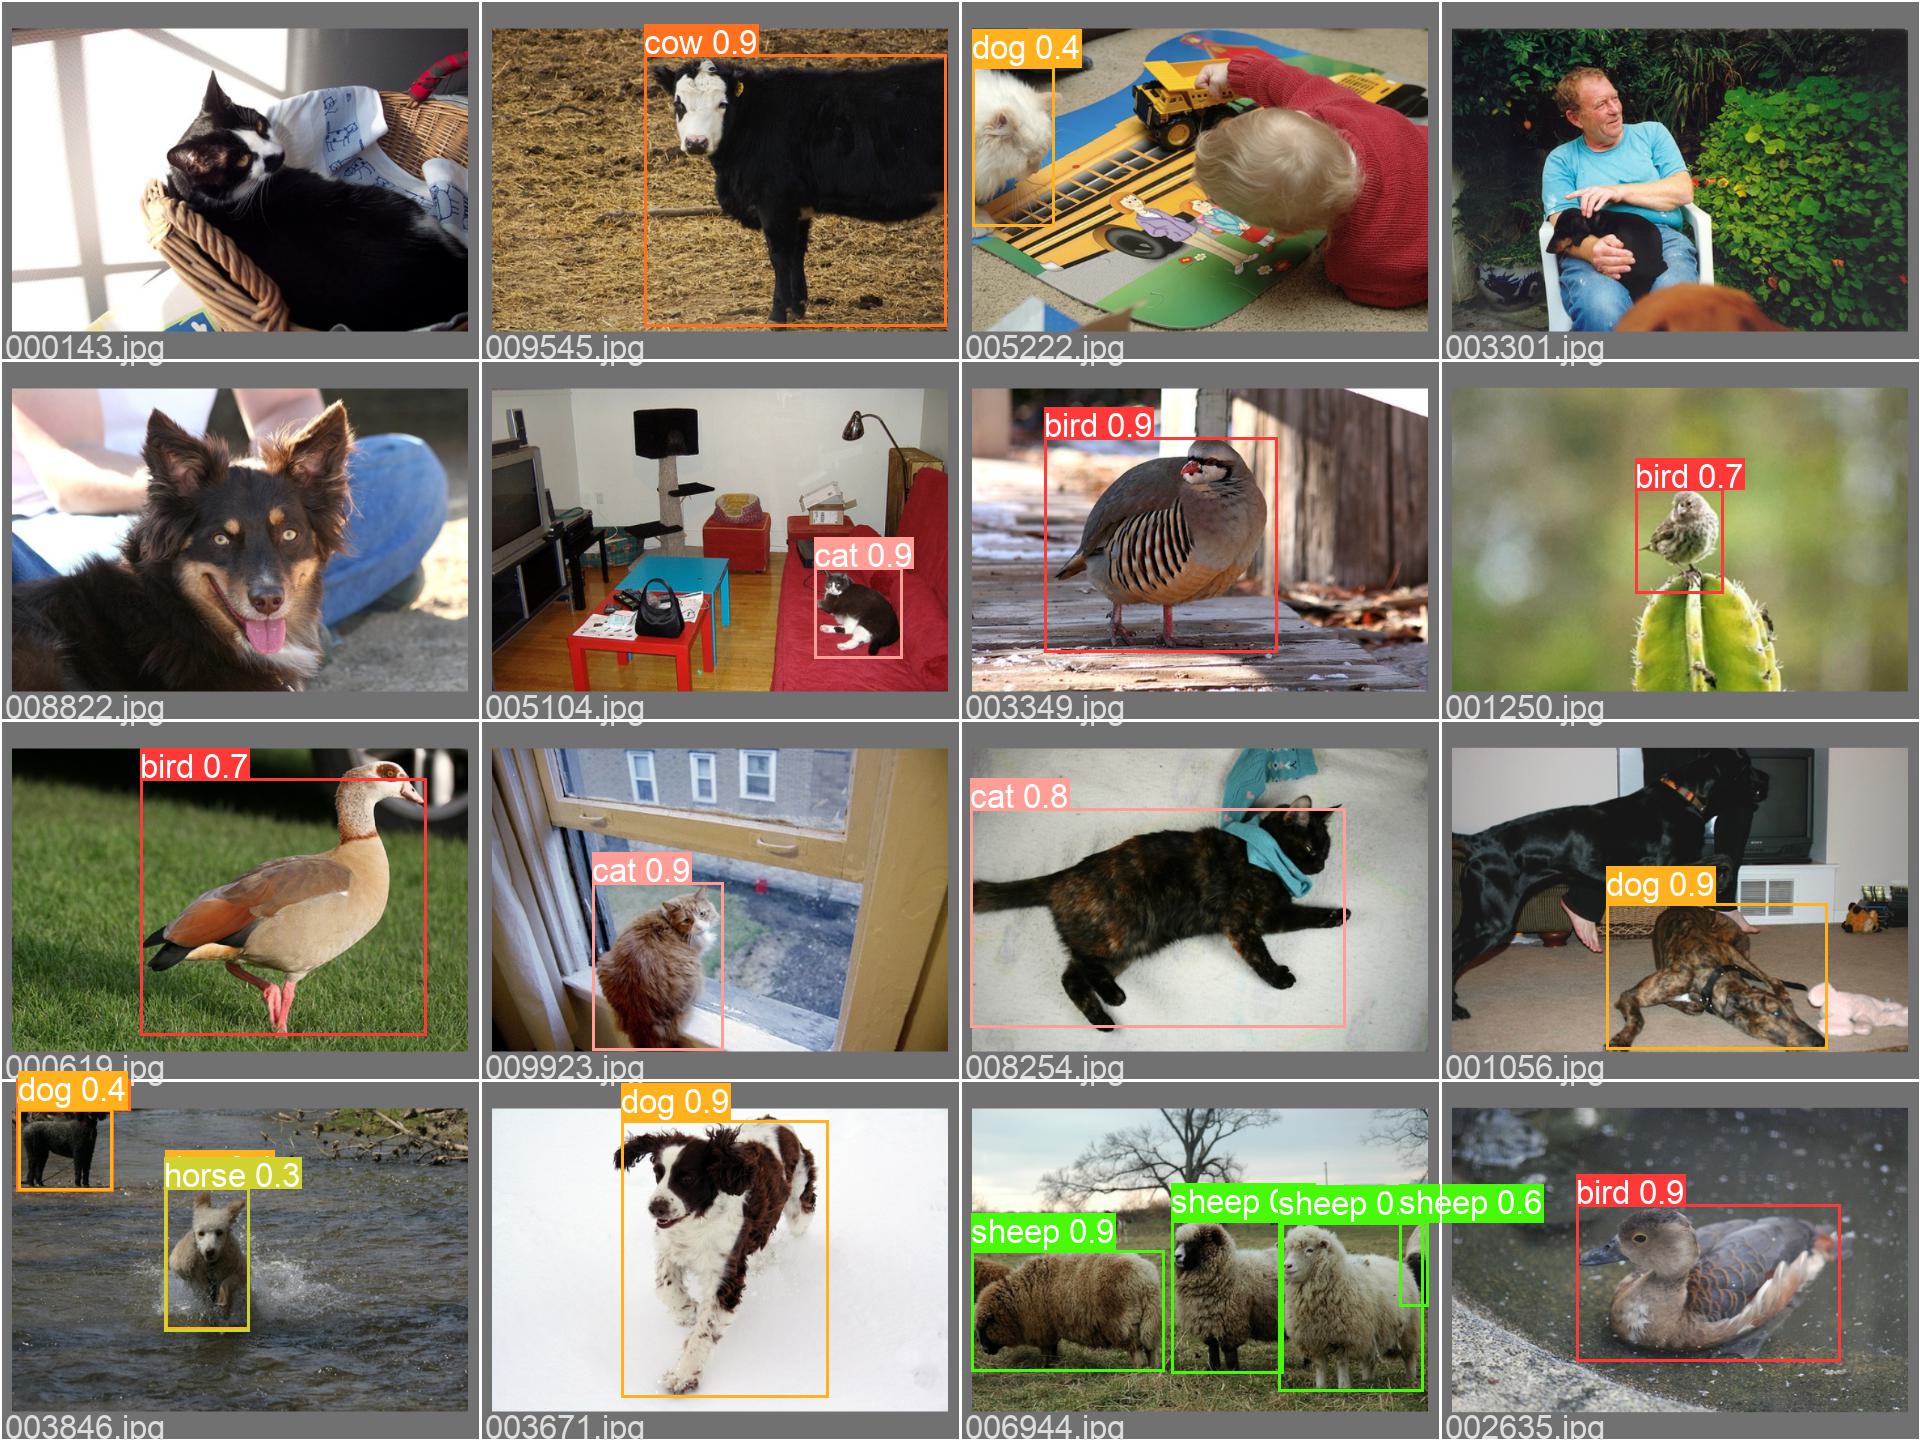 cow 0.9
dog 0.4
000143.jpg
009545.jpg
005222.jpg
003301.jpg
bird 0.9
bird 0.7
cat 0.9
008822.jpg
005104.jpg
003349.jpg
001250.jpg
bird 0.7
cat 0.8
cat 0.9
dog 0.9
000619.jpg
009923.jpg
008254.jpg
001056.jpg
dog 0.4
dog 0.9
horse 0.3
sheep 0.9
sheep (
sheep 0.
sheep 0.6
bird 0.9
003846.jpg
003671.jpg
006944.jpg
002635.jpg